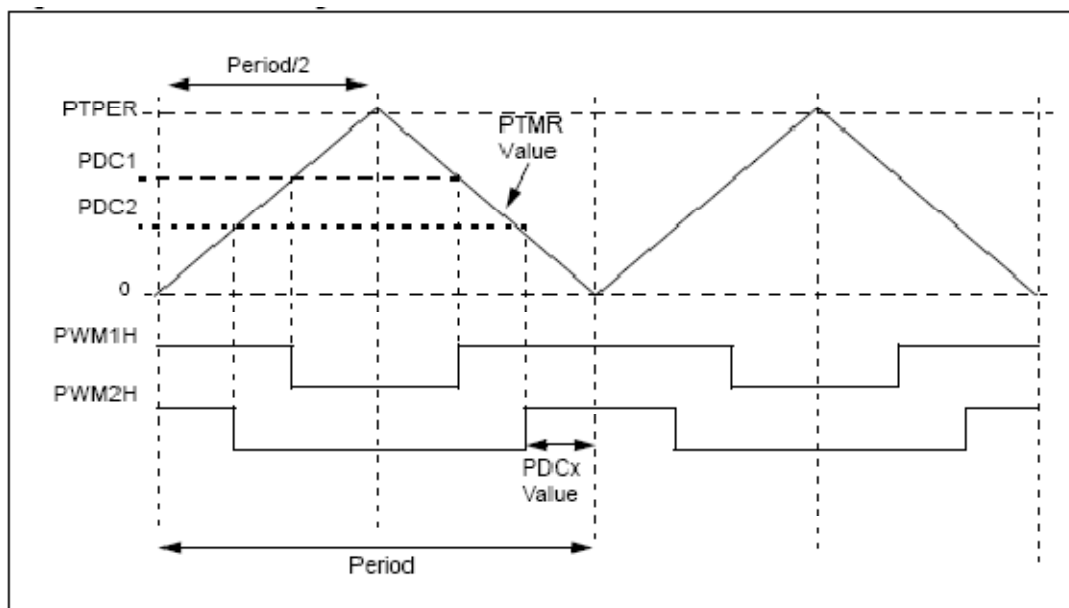 Period/2
PTPER
PTMR
Value
PDC1
PDC2
0
PWM1H
PWM2H
PDCx
Value
Period